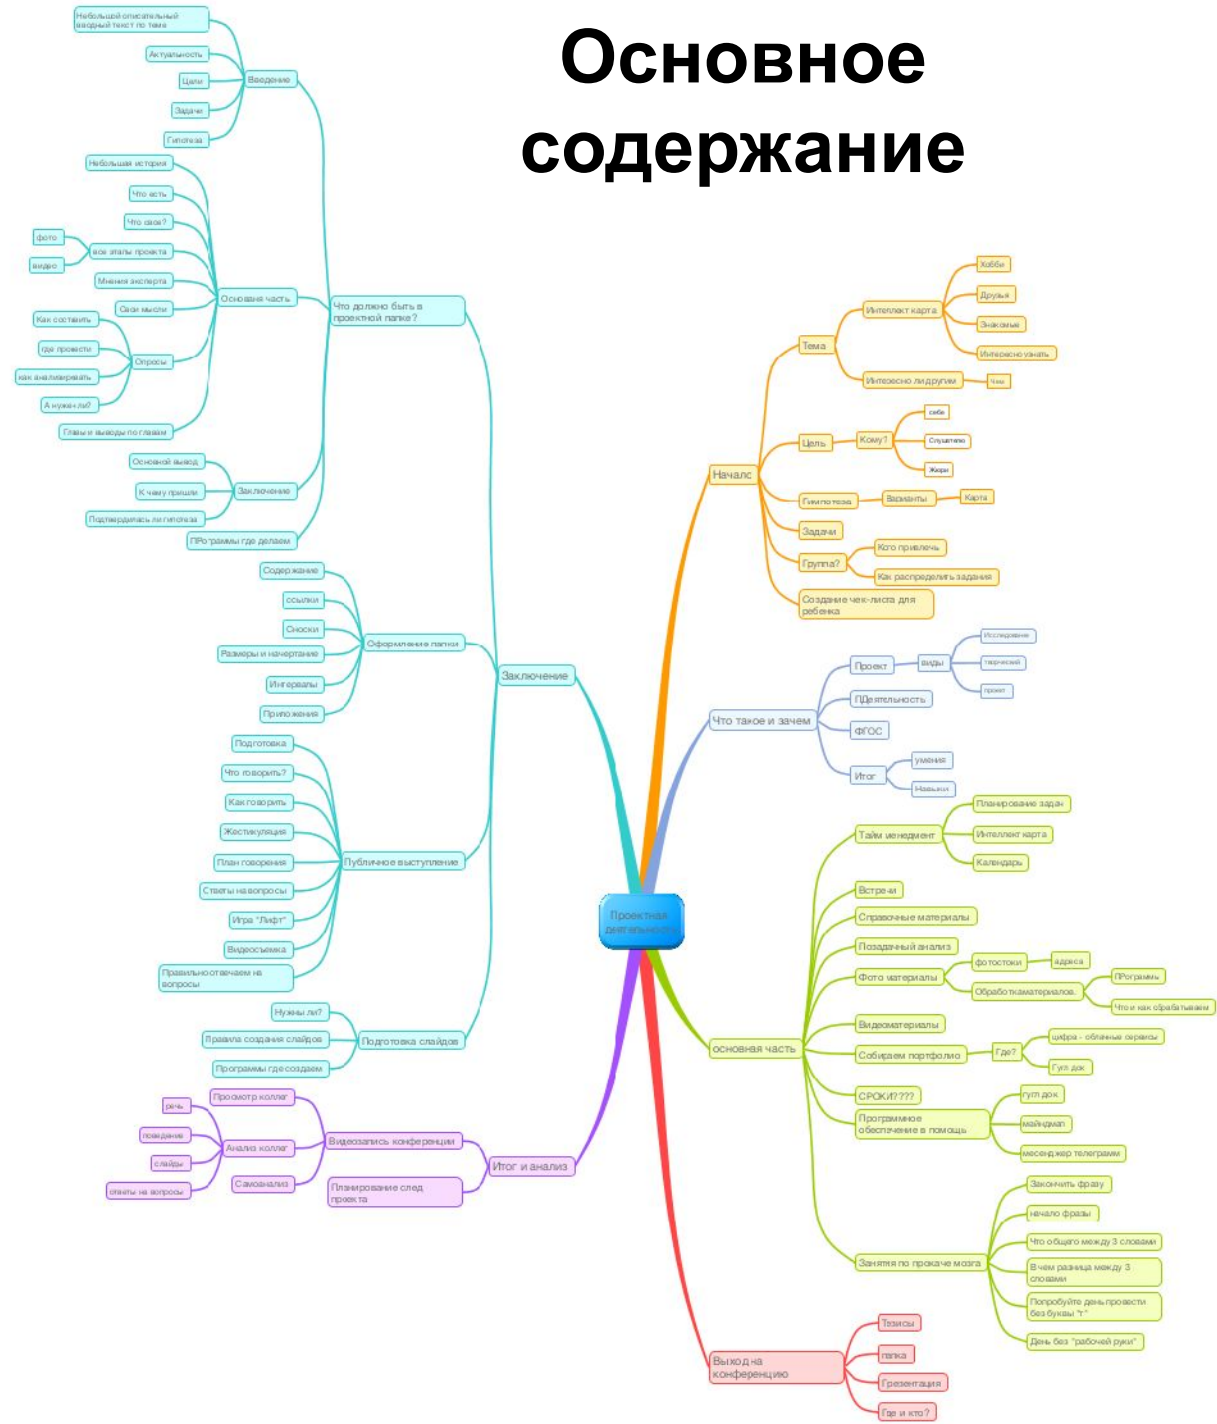 Основное
содержание
Небольшой описательный
вводный текст по теме
Актуальность
Цели
Задачи
Гипотеза
Введение
Небольшая история
Что есть
Что свое?
фото
видео
все этапы проекта
Мнения эксперта
Свои мысли
Как составить
где провести
как анализировать
А нужен ли?
Опросы
Главы и выводы по главам
Основаня часть
Основной вывод
К чему пришли
Подтвердилась ли гипотеза
Заключение
ПРограммы где делаем
Что должно быть в
проектной папке?
Содержание
ссылки
Сноски
Размеры и начертание
Интервалы
Приложения
Оформление папки
Подготовка
Что говорить?
Как говорить
Жестикуляция
План говорения
Ответы на вопросы
Игра "Лифт"
Видеосъемка
Правильно отвечаем на
вопросы
Публичное выступление
Нужны ли?
Правила создания слайдов
Программы где создаем
Подготовка слайдов
Заключение
Просмотр коллег
речь
поведение
слайды
ответы на вопросы
Анализ коллег
Самоанализ
Видеозапись конференции
Планирование след
проекта
Итог и анализ
Проектная
деятельность
Начало
Тема
Интеллект карта
Хобби
Друзья
Знакомые
Интересно узнать
Интересно ли другим
Чем
Цель
Кому?
себе
Слушателю
Жюри
Гимпотеза
Варианты
Карта
Задачи
Группа?
Кого привлечь
Как распределить задания
Создание чек-листа для
ребенка
Что такое и зачем
Проект
виды
Исследование
творческий
проект
ПДеятельность
ФГОС
Итог
умения
Навыки
основная часть
Тайм менедмент
Планирование задач
Интеллект карта
Календарь
Встречи
Справочные материалы
Позадачный анализ
Фото материалы
фотостоки
адреса
Обработка материалов.
ПРограммы
Что и как обрабатываем
Видеоматериалы
Собираем портфолио
Где?
цифра - облачные сервисы
Гугл док
СРОКИ????
Программное
обеспачение в помощь
гугл док
майндмап
месенджер телеграмм
Занятия по прокаче мозга
Закончить фразу
начало фразы
Что общего между 3 словами
В чем разница между 3
словами
Попробуйте день провести
без буквы "т"
День без "рабочей руки"
Выход на
конференцию
Тезисы
папка
Презентация
Где и кто?